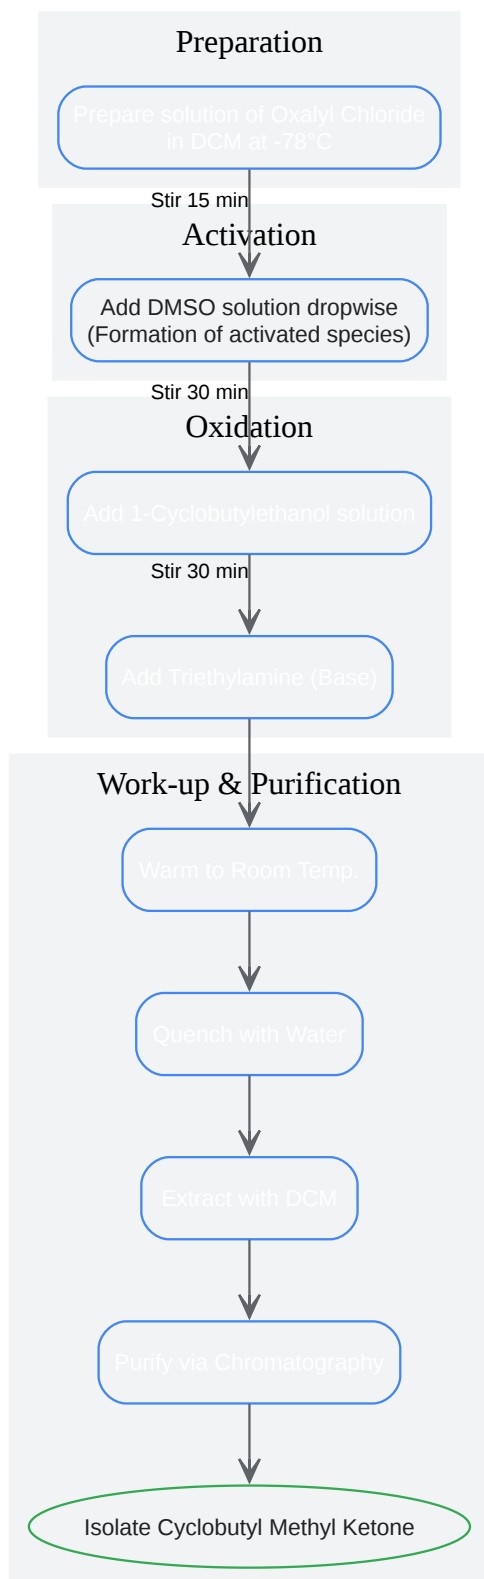 Preparation
Prepare solution of Oxalyl Chloride
in DCM at -78°C
Stir 15 min
Activation
Add DMSO solution dropwise
(Formation of activated species)
Stir 30 min
Oxidation
Add 1-Cyclobutylethanol solution
Stir 30 min
Add Triethylamine (Base)
Work-up & Purification
Warm to Room Temp.
Quench with Water
Extract with DCM
Purify via Chromatography
Isolate Cyclobutyl Methyl Ketone